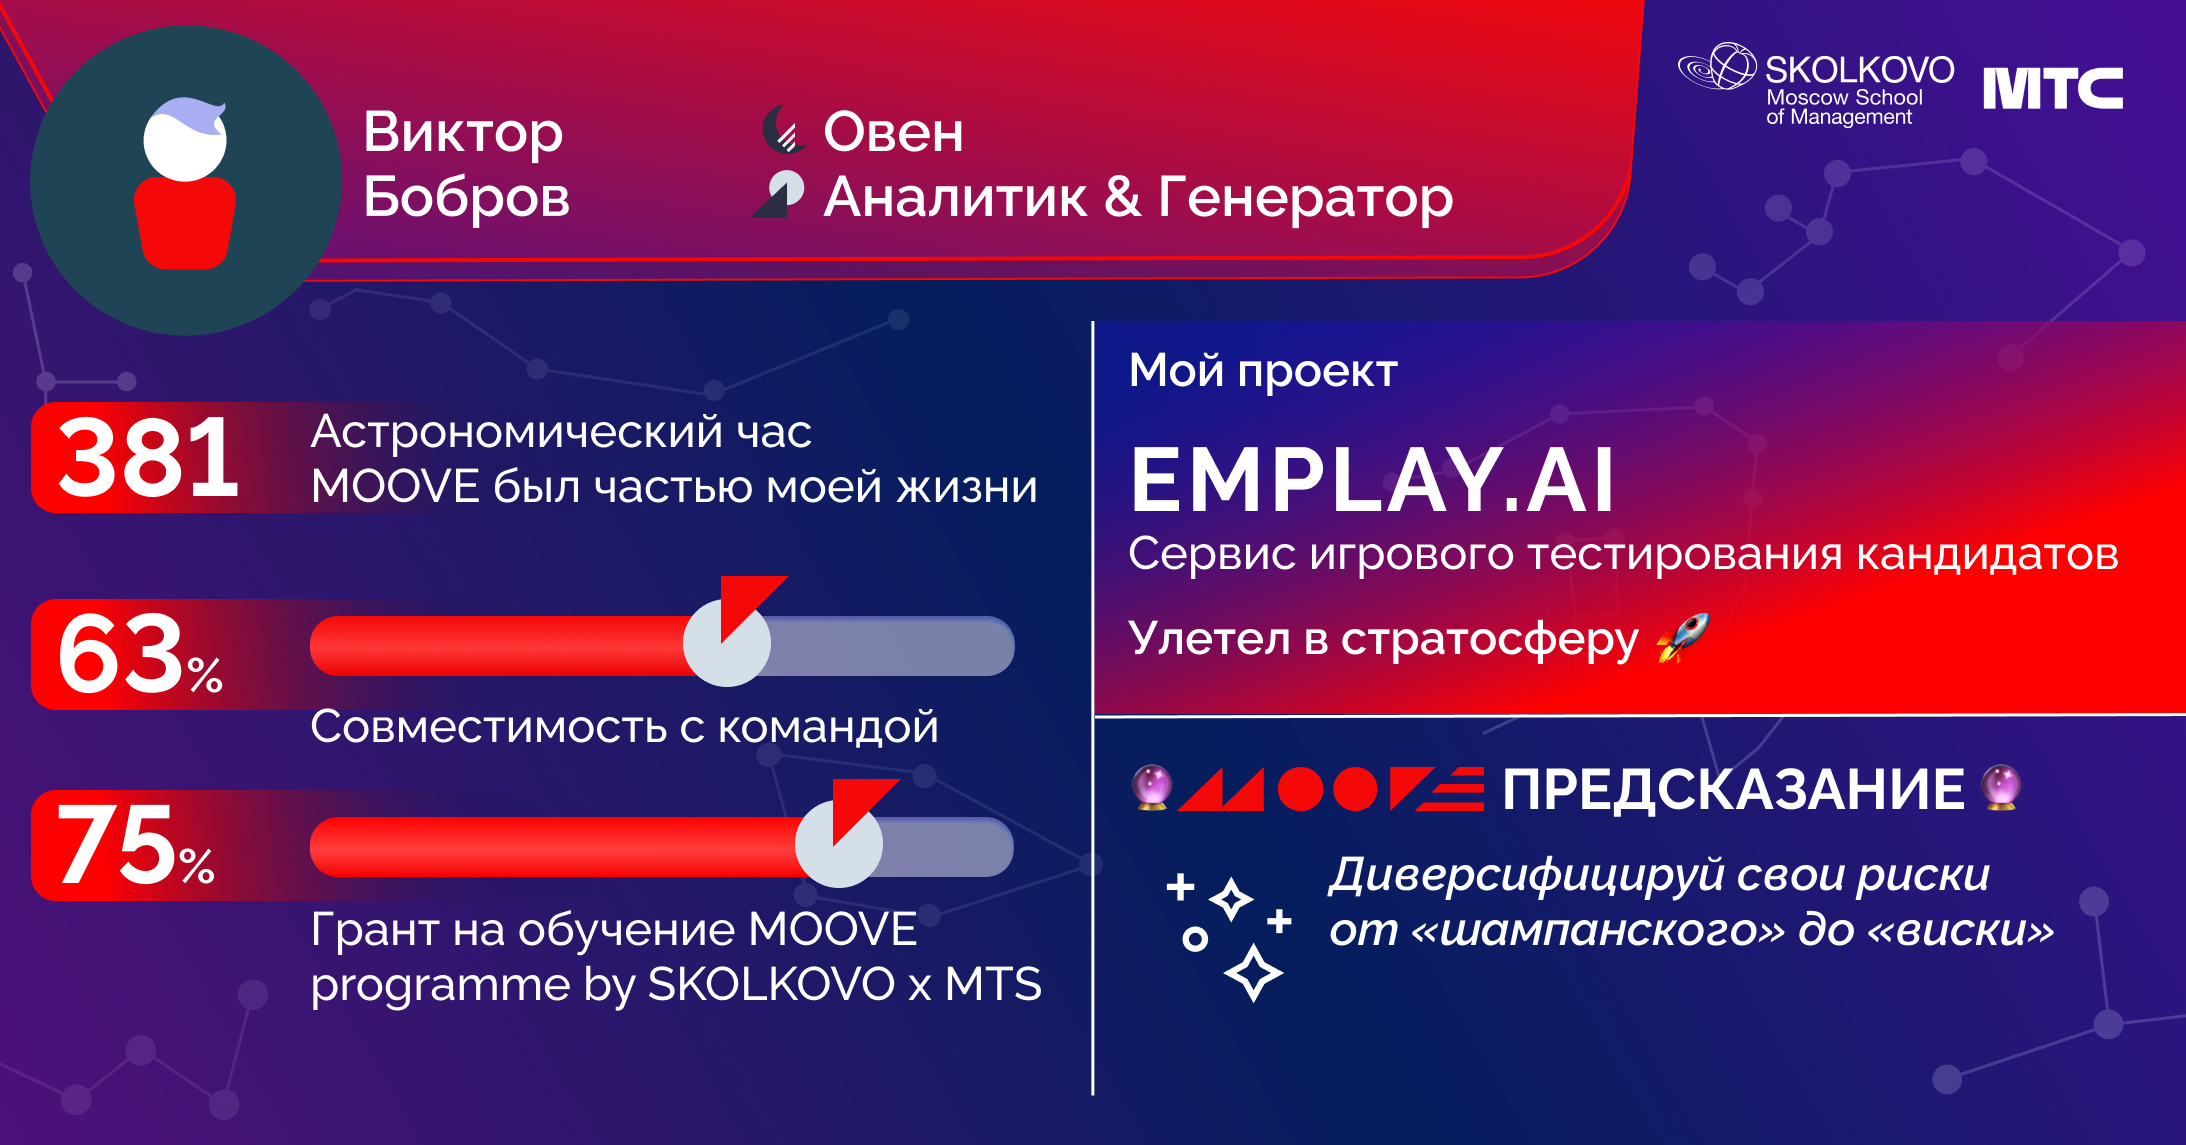 Виктор
Бобров
Овен
Аналитик & Генератор
SKOLKOVO
Moscow School
of Management
МТС
381
Астрономический час
MOOVE был частью моей жизни
63%
Совместимость с командой
75%
Грант на обучение MOOVE
programme by SKOLKOVO x MTS
Мой проект
EMPLAY.AI
Сервис игрового тестирования кандидатов
Улетел в стратосферу 🚀
🔮 MOOVE ПРЕДСКАЗАНИЕ 🔮
Диверсифицируй свои риски
от «шампанского» до «виски»